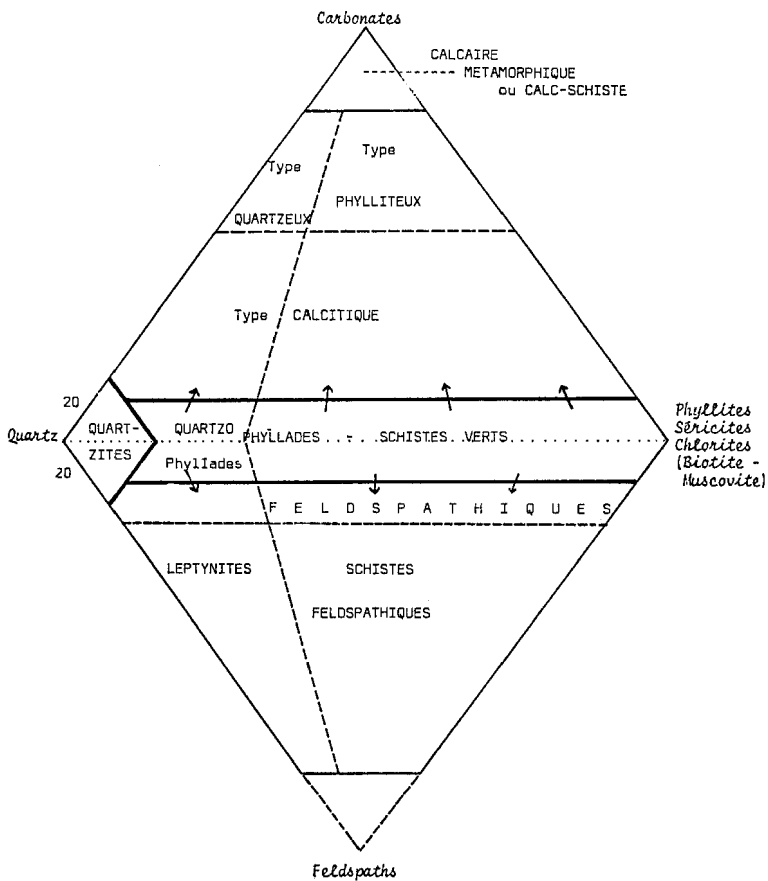 Carbonates
CALCAIRE
METAMORPHIQUE
ou CALC-SCHISTE
Type
Type
PHYLLITEUX
QUARTZEUX
Type CALCITIQUE
20
Quartz
QUART-
ZITES
QUARTZO
Phyllades
PHYLLADES - SCHISTES VERTS
Phyllites
Séricites
Chlorites
(Biotite -
Muscovite)
20
FELDSPATHIQUES
LEPTYNITES
SCHISTES
FELDSPATHIQUES
Feldspaths